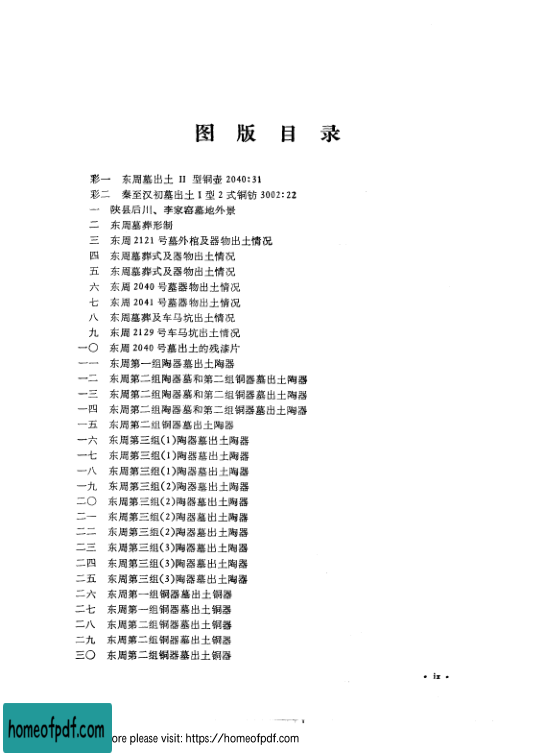 图 版 目 录
彩一 东周墓出土 II 型铜壶 2040:31
彩二 秦至汉初墓出土 I 型 2 式铜钫 3002:22
一 陕县后川、李家窑墓地外景
二 东周墓葬形制
三 东周 2121 号墓外棺及器物出土情况
四 东周墓葬式及器物出土情况
五 东周墓葬式及器物出土情况
六 东周 2040 号墓器物出土情况
七 东周 2041 号墓器物出土情况
八 东周墓葬及车马坑出土情况
九 东周 2129 号车马坑出土情况
一〇 东周 2040 号墓出土的残漆片
一一 东周第一组陶器墓出土陶器
一二 东周第二组陶器墓和第二组铜器墓出土陶器
一三 东周第二组陶器墓和第二组铜器墓出土陶器
一四 东周第二组陶器墓和第二组铜器墓出土陶器
一五 东周第二组铜器墓出土陶器
一六 东周第三组(1)陶器墓出土陶器
一七 东周第三组(1)陶器墓出土陶器
一八 东周第三组(1)陶器墓出土陶器
一九 东周第三组(2)陶器墓出土陶器
二〇 东周第三组(2)陶器墓出土陶器
二一 东周第三组(2)陶器墓出土陶器
二二 东周第三组(2)陶器墓出土陶器
二三 东周第三组(3)陶器墓出土陶器
二四 东周第三组(3)陶器墓出土陶器
二五 东周第三组(3)陶器墓出土陶器
二六 东周第一组铜器墓出土铜器
二七 东周第一组铜器墓出土铜器
二八 东周第二组铜器墓出土铜器
二九 东周第二组铜器墓出土铜器
三〇 东周第二组铜器墓出土铜器
· ix ·
homeofpdf.com
ore please visit: https://homeofpdf.com